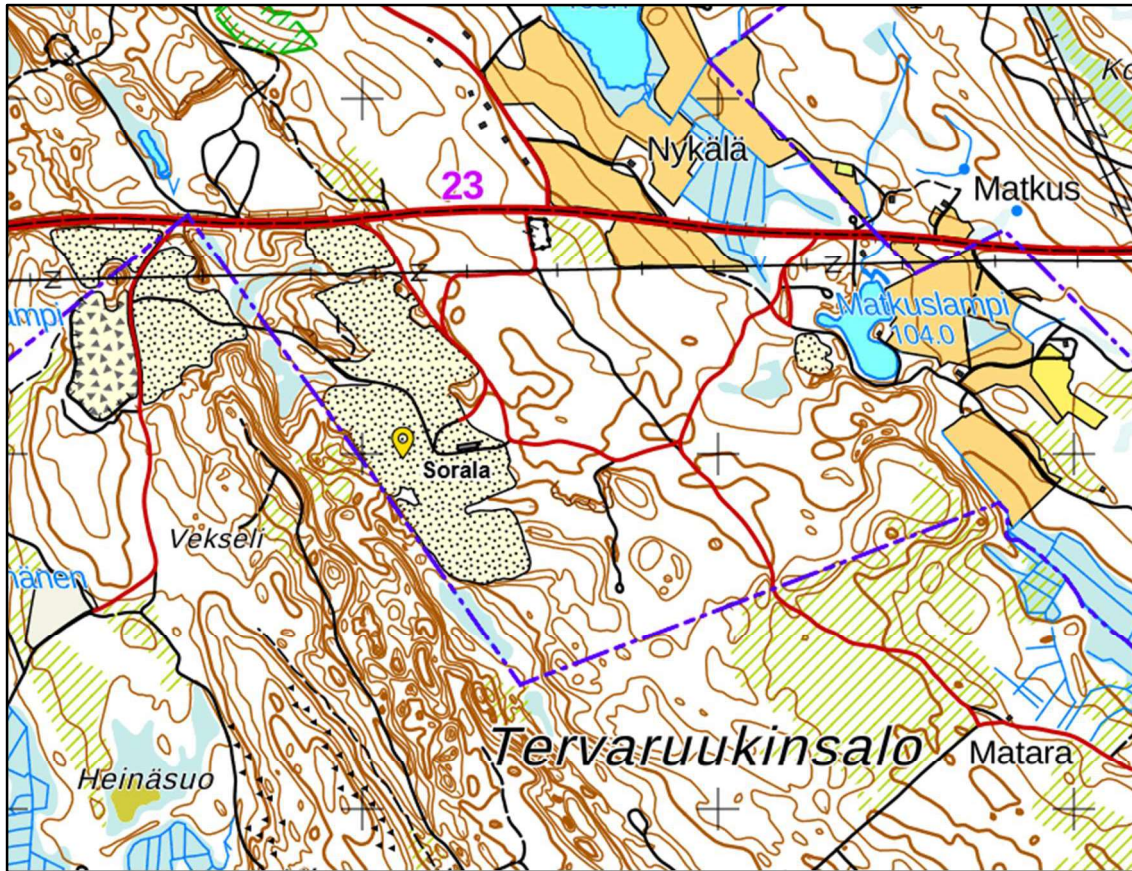 Nykälä
23
Matkus
Matkuslampi
104.0
Sorala
Vekseli
Tervaruukinsalo
Matara
Heinäsuo